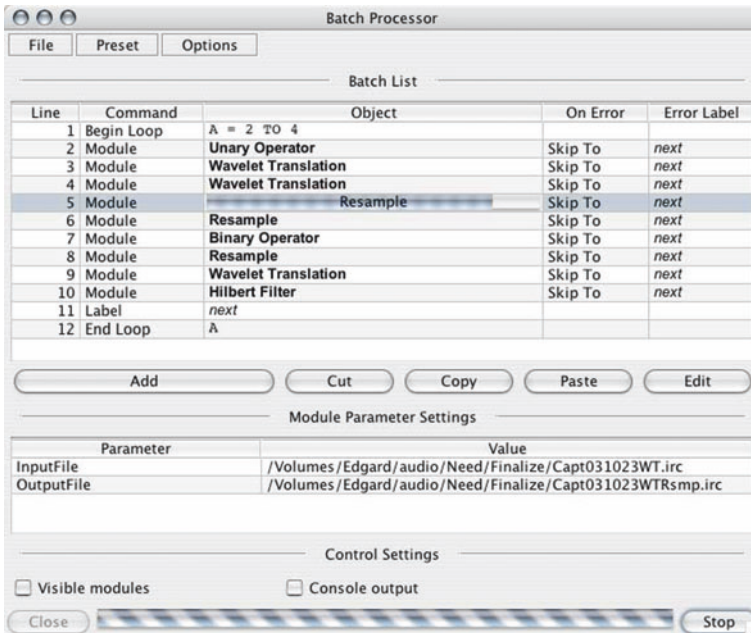 Batch Processor
File Preset Options
Batch List
Line Command Object On Error Error Label
1 Begin Loop A = 2 TO 4
2 Module Unary Operator Skip To next
3 Module Wavelet Translation Skip To next
4 Module Wavelet Translation Skip To next
5 Module Resample Skip To next
6 Module Resample Skip To next
7 Module Binary Operator Skip To next
8 Module Resample Skip To next
9 Module Wavelet Translation Skip To next
10 Module Hilbert Filter Skip To next
11 Label next
12 End Loop A
Add Cut Copy Paste Edit
Module Parameter Settings
Parameter Value
InputFile /Volumes/Edgard/audio/Need/Finalize/Capt031023WT.irc
OutputFile /Volumes/Edgard/audio/Need/Finalize/Capt031023WTRsmp.irc
Control Settings
Visible modules Console output
Close Stop